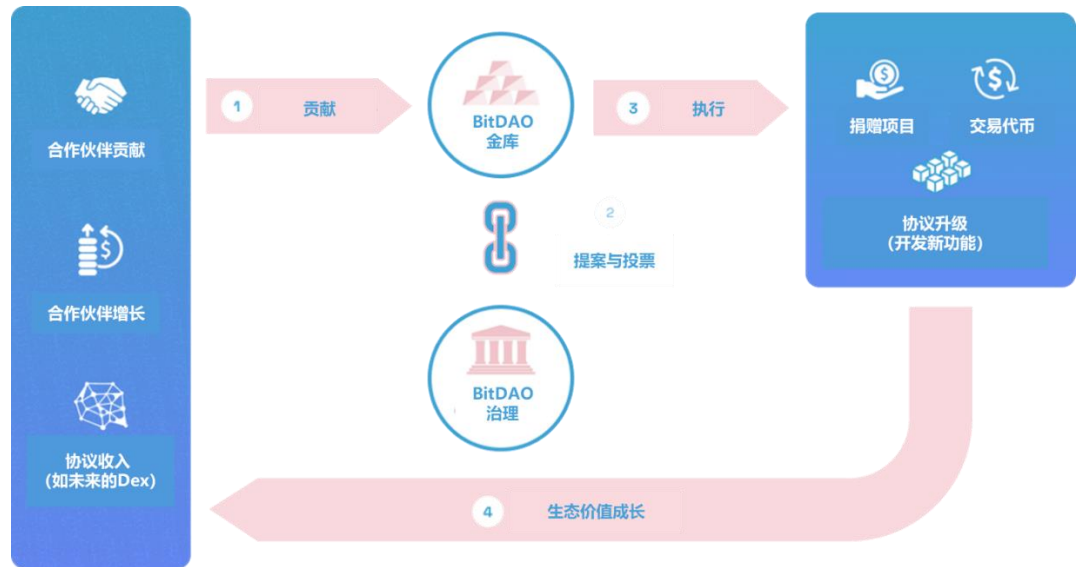 合作伙伴贡献
合作伙伴增长
协议收入
(如未来的Dex)
1
贡献
BitDAO
金库
2
提案与投票
BitDAO
治理
3
执行
捐赠项目
交易代币
协议升级
(开发新功能)
4
生态价值成长